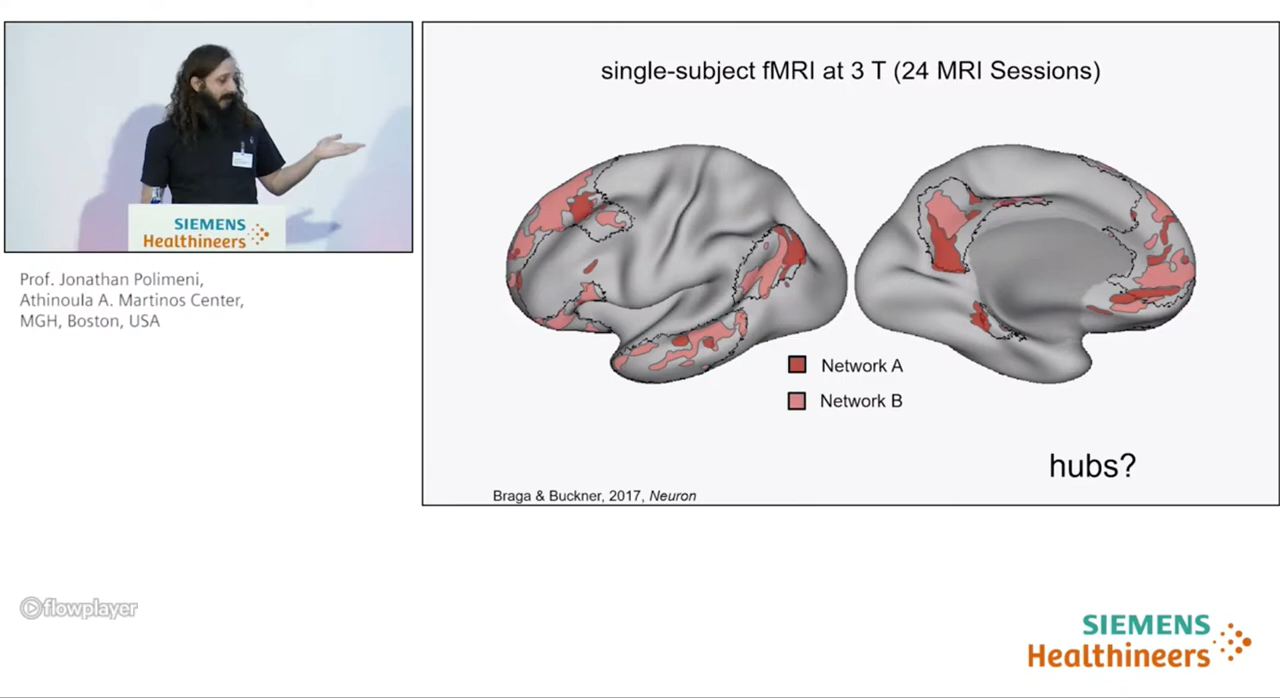 SIEMENS
Healthineers
Prof. Jonathan Polimeni,
Athinoula A. Martinos Center,
MGH, Boston, USA
single-subject fMRI at 3 T (24 MRI Sessions)
Network A
Network B
hubs?
Braga & Buckner, 2017, Neuron
flowplayer
SIEMENS
Healthineers